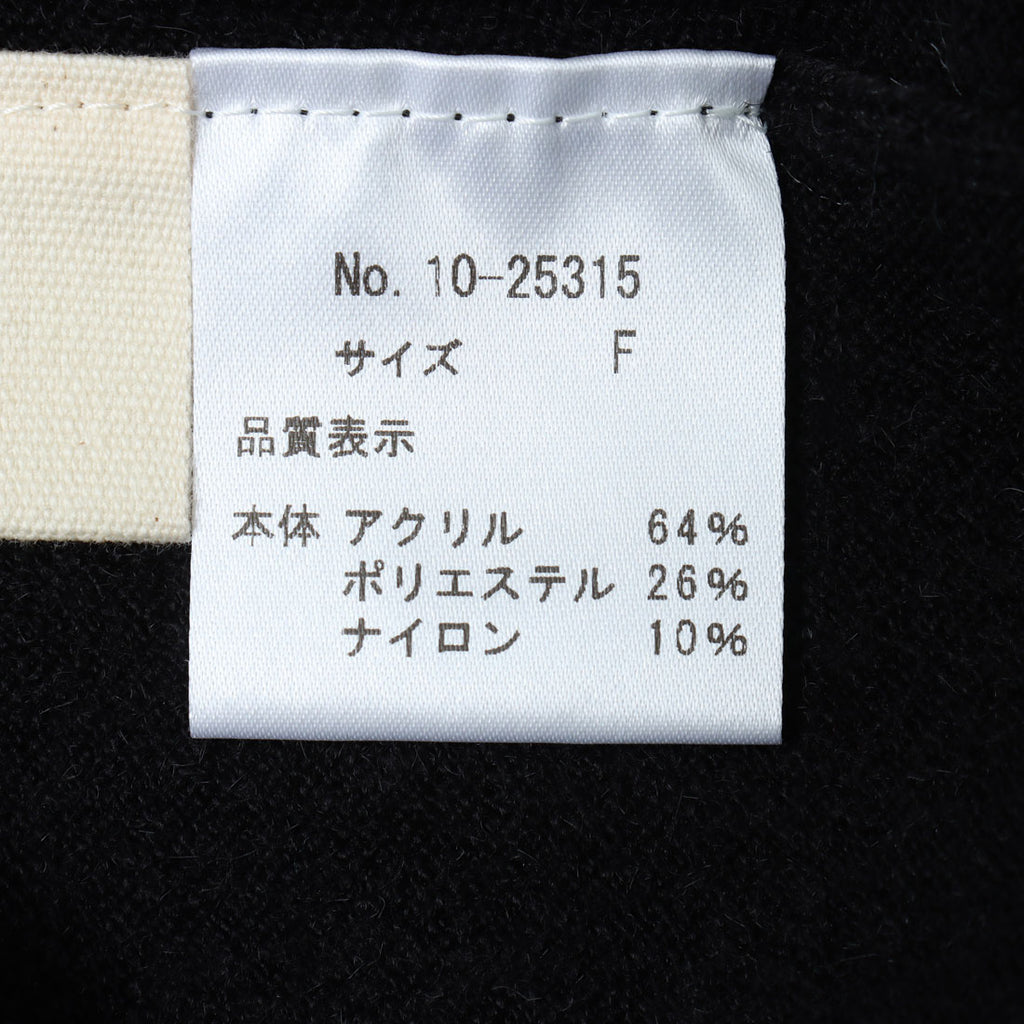 No. 10-25315
サイズ F
品質表示
本体 アクリル 64%
ポリエステル 26%
ナイロン 10%